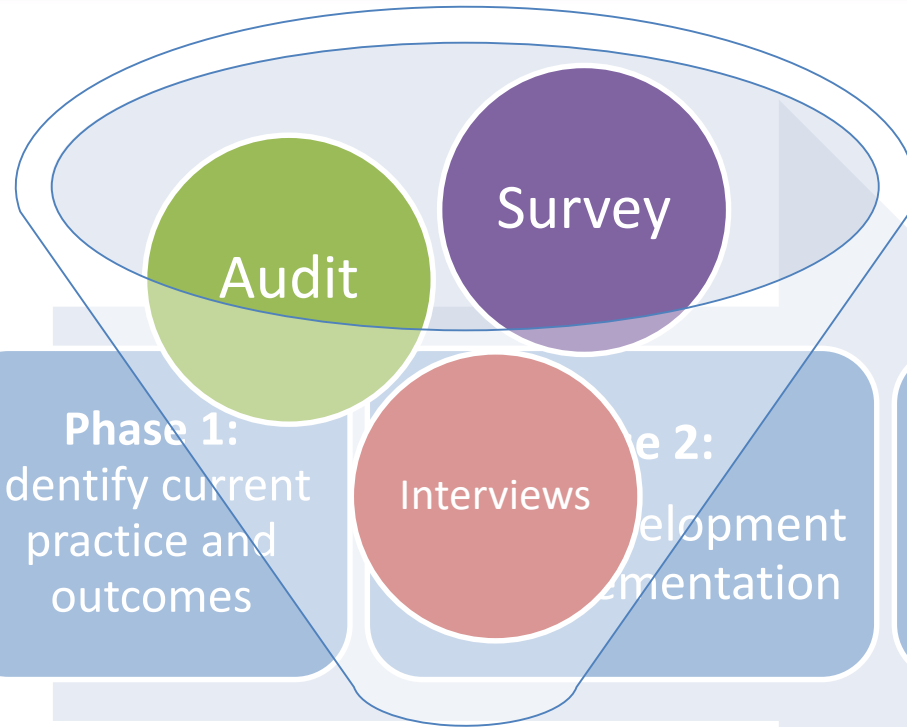 Survey
Audit
Interviews
Phase 1:
dentify current
practice and
outcomes
e 2:
elopment
ementation